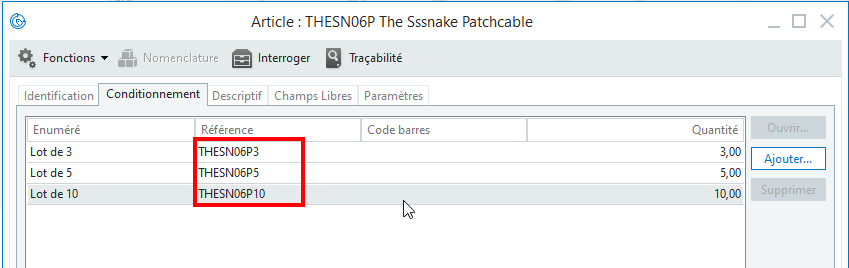 Article : THESN06P The Sssnake Patchcable
Fonctions Nomenclature Interroger Traçabilité
Identification Conditionnement Descriptif Champs Libres Paramètres
Enuméré Référence Code barres Quantité Ouvrir...
Lot de 3 THESN06P3 3,00
Ajouter...
Lot de 5 THESN06P5 5,00
Lot de 10 THESN06P10 10,00 Supprimer